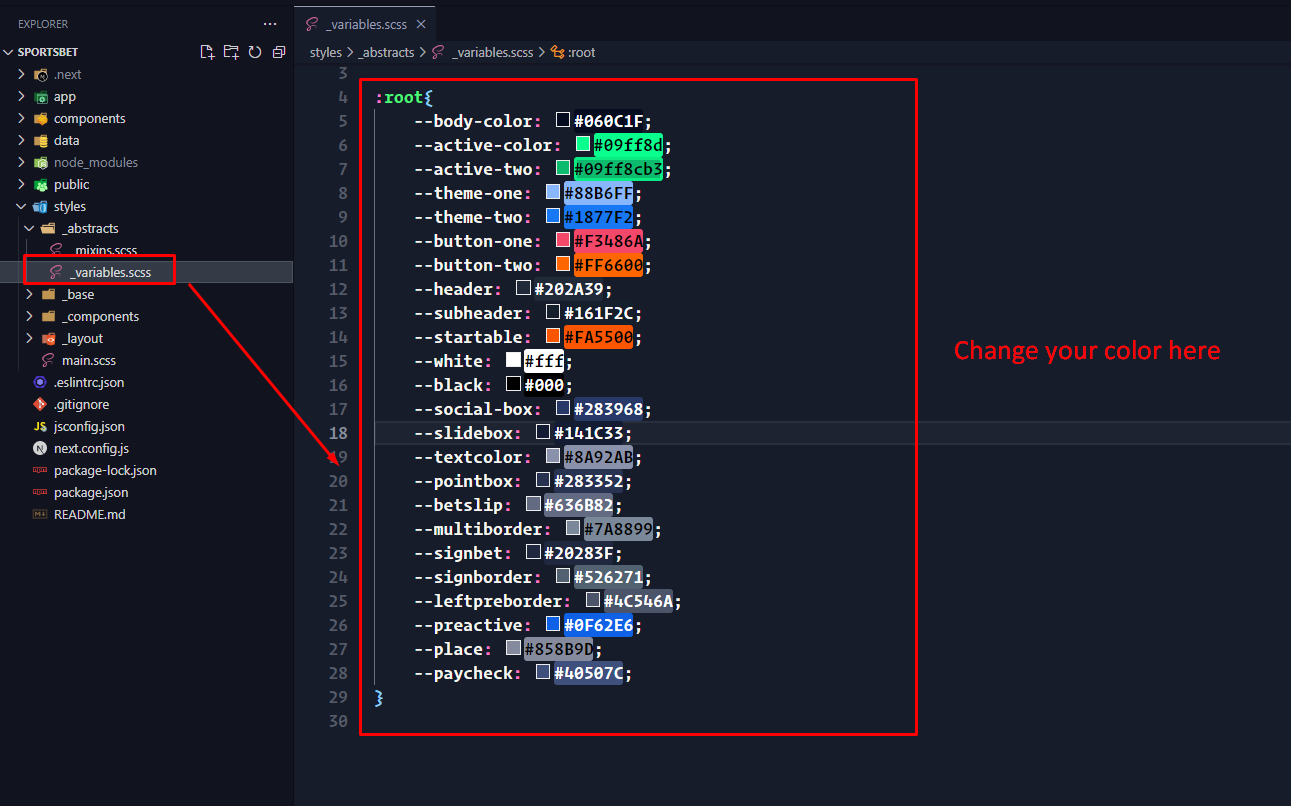 EXPLORER
SPORTSBET
.next
app
components
data
node_modules
public
styles
_abstracts
_mixins.scss
_variables.scss
_base
_components
_layout
main.scss
.eslintrc.json
.gitignore
JS jsconfig.json
N next.config.js
package-lock.json
package.json
README.md
_variables.scss
styles > _abstracts > _variables.scss > :root
3
4 :root{
5 --body-color: #060C1F;
6 --active-color: #09ff8d;
7 --active-two: #09ff8cb3;
8 --theme-one: #88B6FF;
9 --theme-two: #1877F2;
10 --button-one: #F3486A;
11 --button-two: #FF6600;
12 --header: #202A39;
13 --subheader: #161F2C;
14 --startable: #FA5500;
15 --white: #fff;
16 --black: #000;
17 --social-box: #283968;
18 --slidebox: #141C33;
19 --textcolor: #8A92AB;
20 --pointbox: #283352;
21 --betslip: #636B82;
22 --multiborder: #7A8899;
23 --signbet: #20283F;
24 --signborder: #526271;
25 --leftpreborder: #4C546A;
26 --preactive: #0F62E6;
27 --place: #858B9D;
28 --paycheck: #40507C;
29 }
30
Change your color here